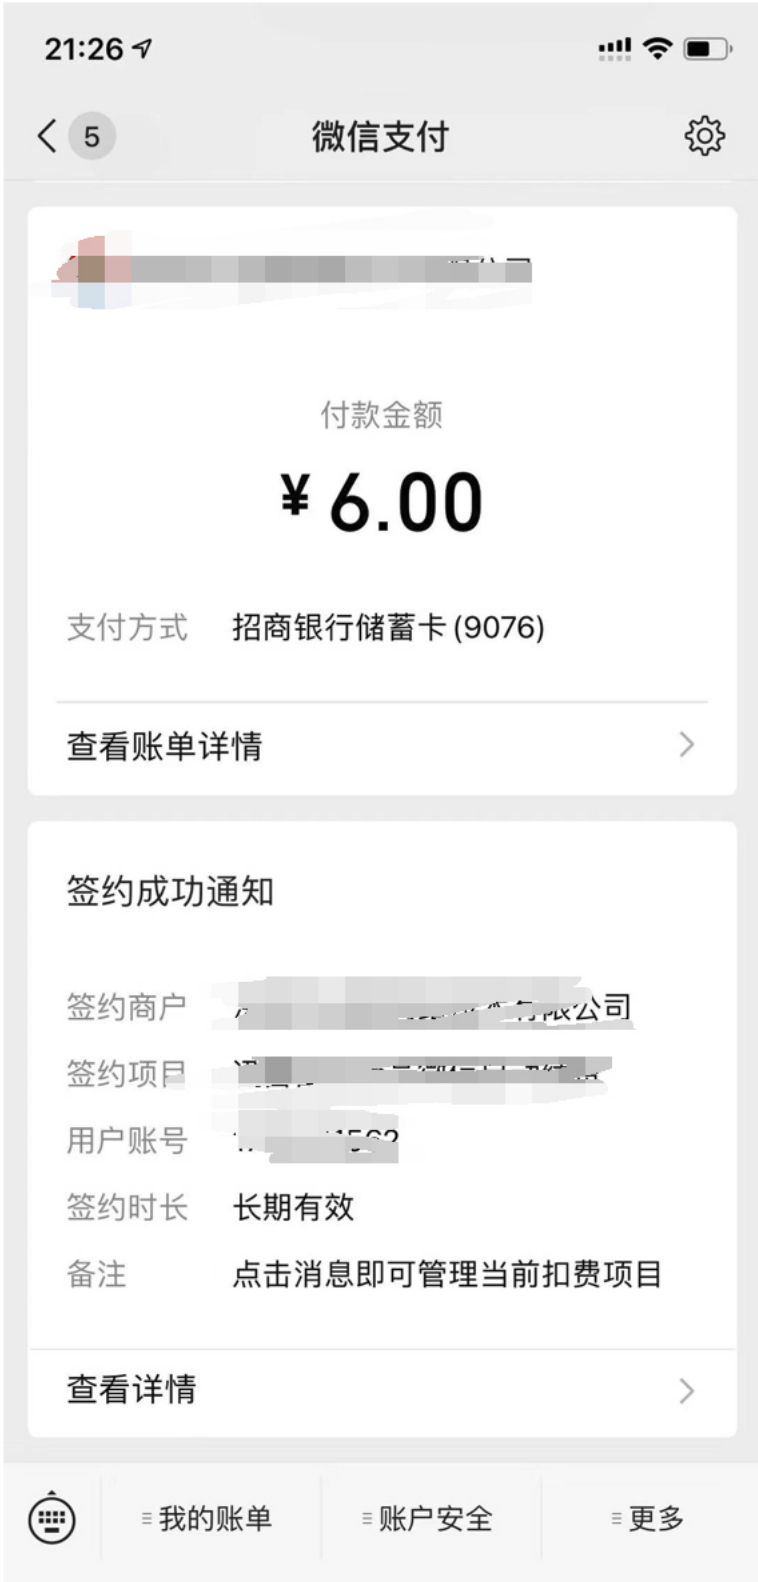 21:26
5
微信支付
公司
付款金额
¥ 6.00
支付方式 招商银行储蓄卡(9076)
查看账单详情
签约成功通知
签约商户 有限公司
签约项目
用户账号
签约时长 长期有效
备注 点击消息即可管理当前扣费项目
查看详情
我的账单 账户安全 更多